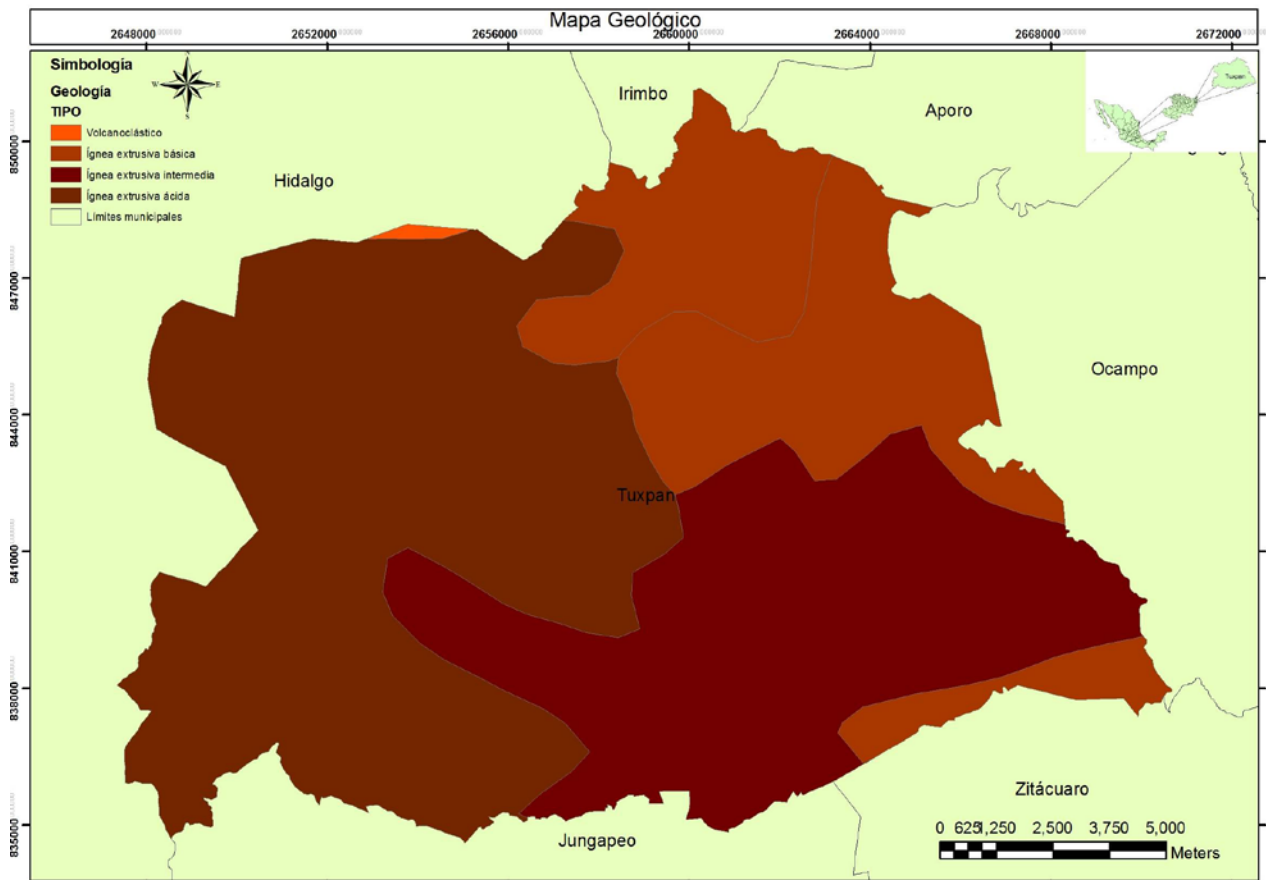 Mapa Geológico
2648000 2652000 2656000 2660000 2664000 2668000 2672000
Simbología
Geología
TIPO
Volcanoclástico
Ígnea extrusiva básica
Ígnea extrusiva intermedia
Ígnea extrusiva ácida
Límites municipales
N
W
E
S
Tuxpan
Irimbo
Aporo
Hidalgo
Ocampo
Tuxpan
Zitácuaro
Jungapeo
850000
847000
844000
841000
838000
835000
0 625 1,250 2,500 3,750 5,000
Meters